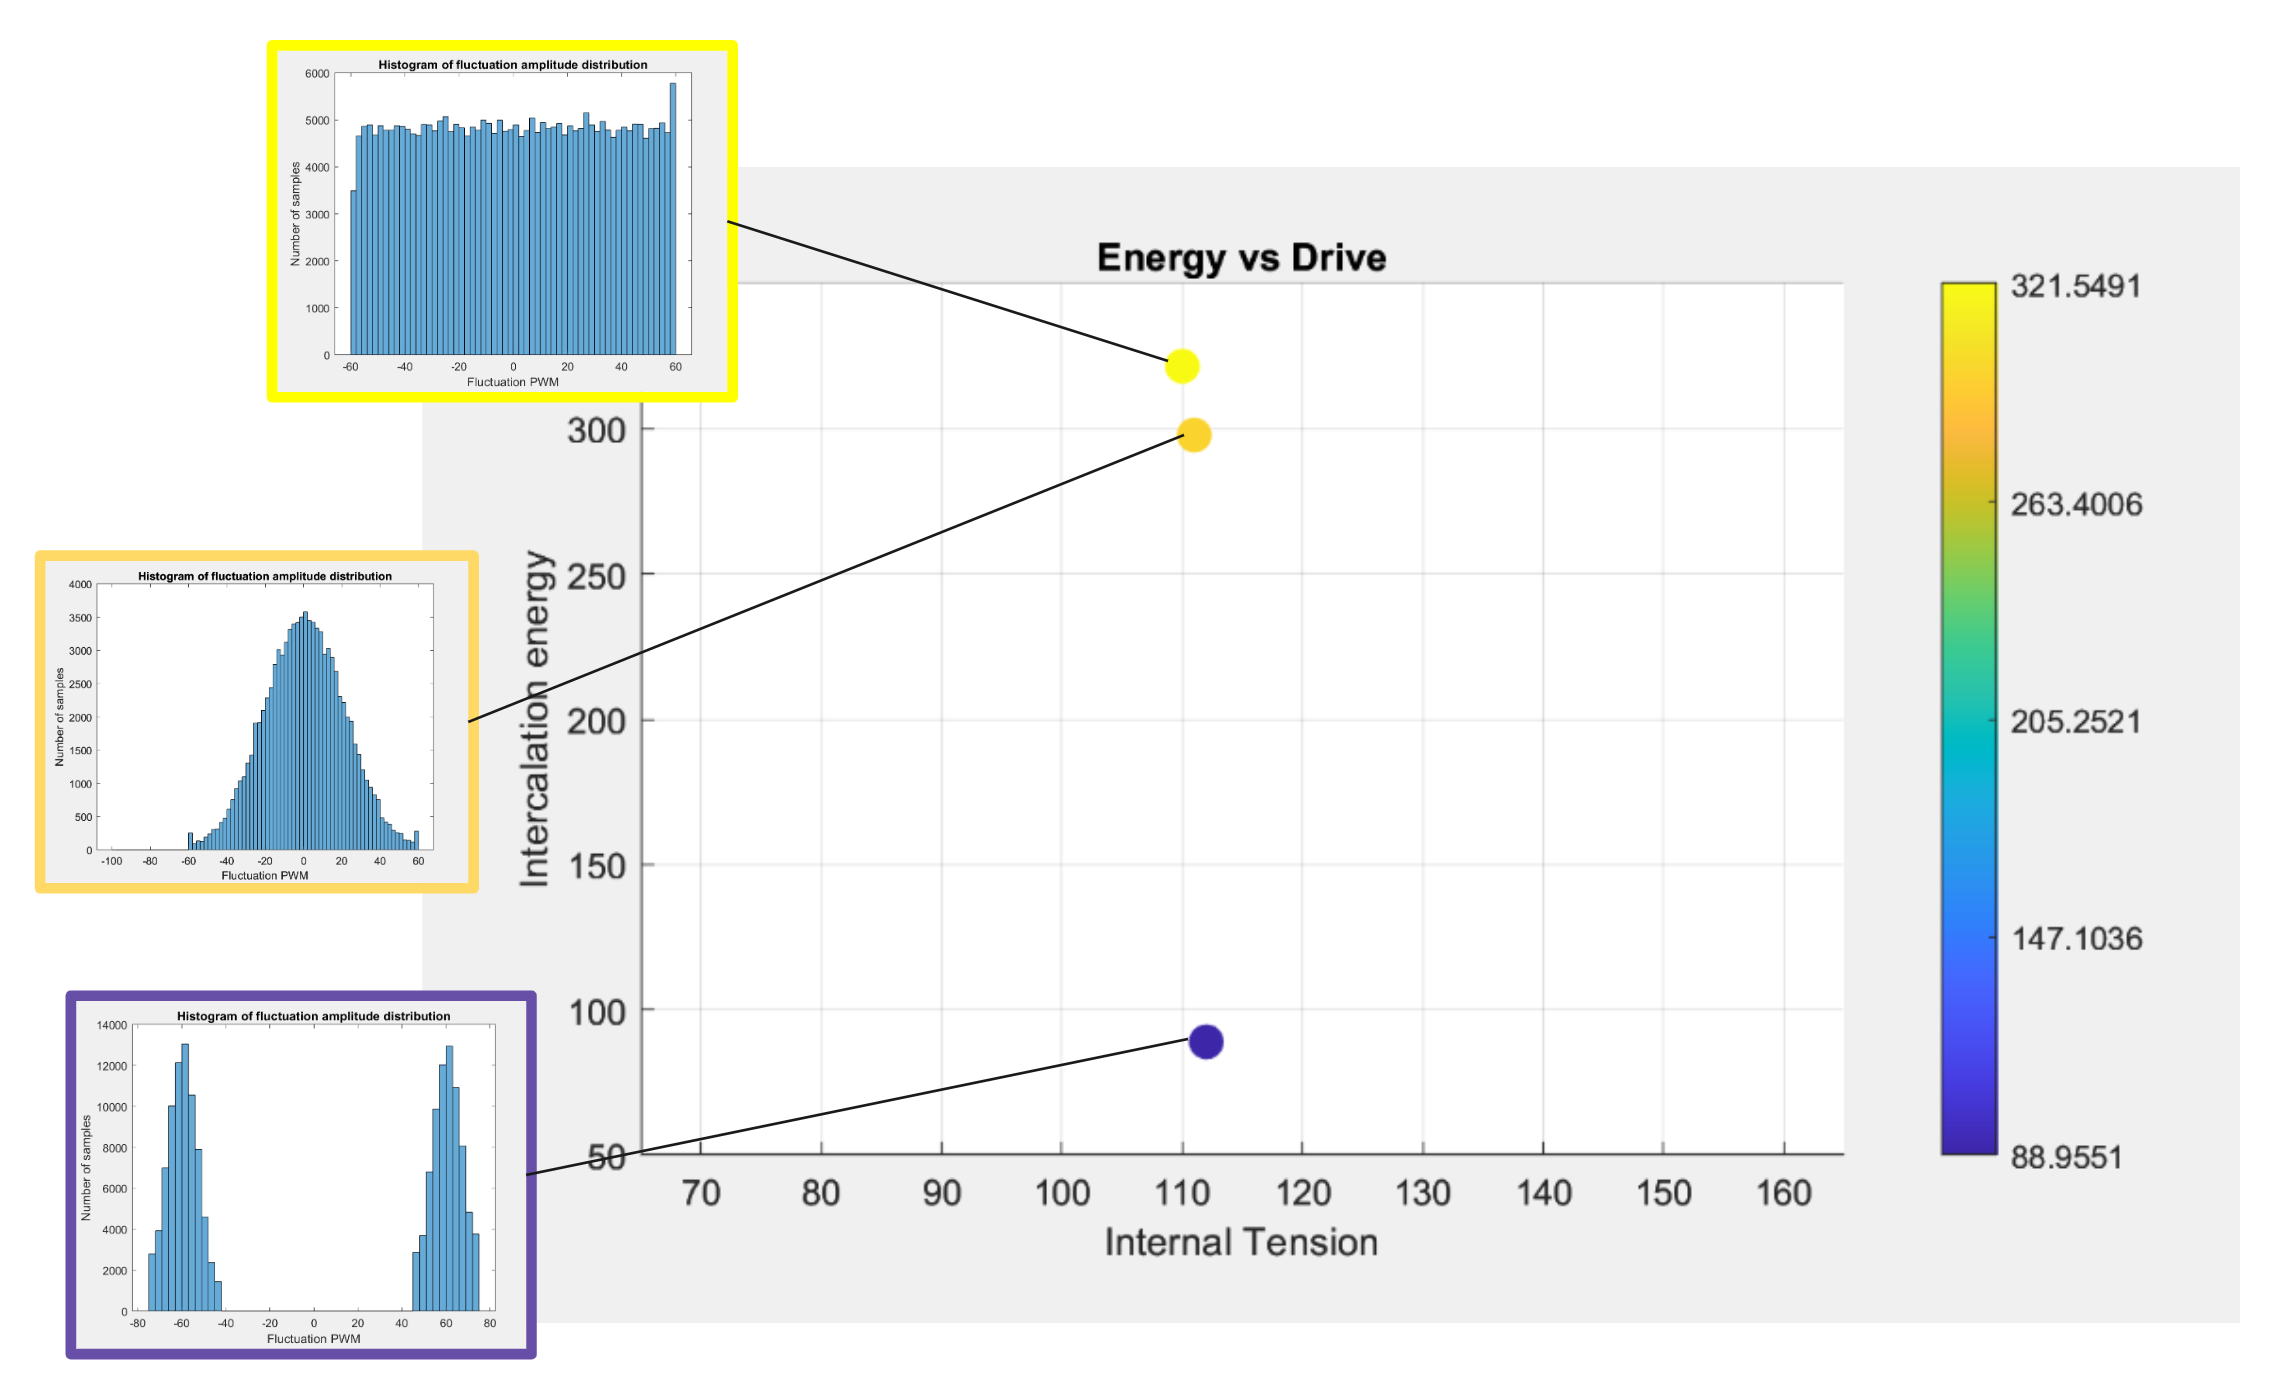 Histogram of fluctuation amplitude distribution
6000
5000
4000
3000
2000
1000
0
Number of samples
-60 -40 -20 0 20 40 60
Fluctuation PWM
Histogram of fluctuation amplitude distribution
4000
3500
3000
2500
2000
1500
1000
500
0
Number of samples
-100 -80 -60 -40 -20 0 20 40 60
Fluctuation PWM
Histogram of fluctuation amplitude distribution
14000
12000
10000
8000
6000
4000
2000
0
Number of samples
-80 -60 -40 -20 0 20 40 60 80
Fluctuation PWM
Energy vs Drive
300
250
200
150
100
50
Intercalation energy
70 80 90 100 110 120 130 140 150 160
Internal Tension
321.5491
263.4006
205.2521
147.1036
88.9551